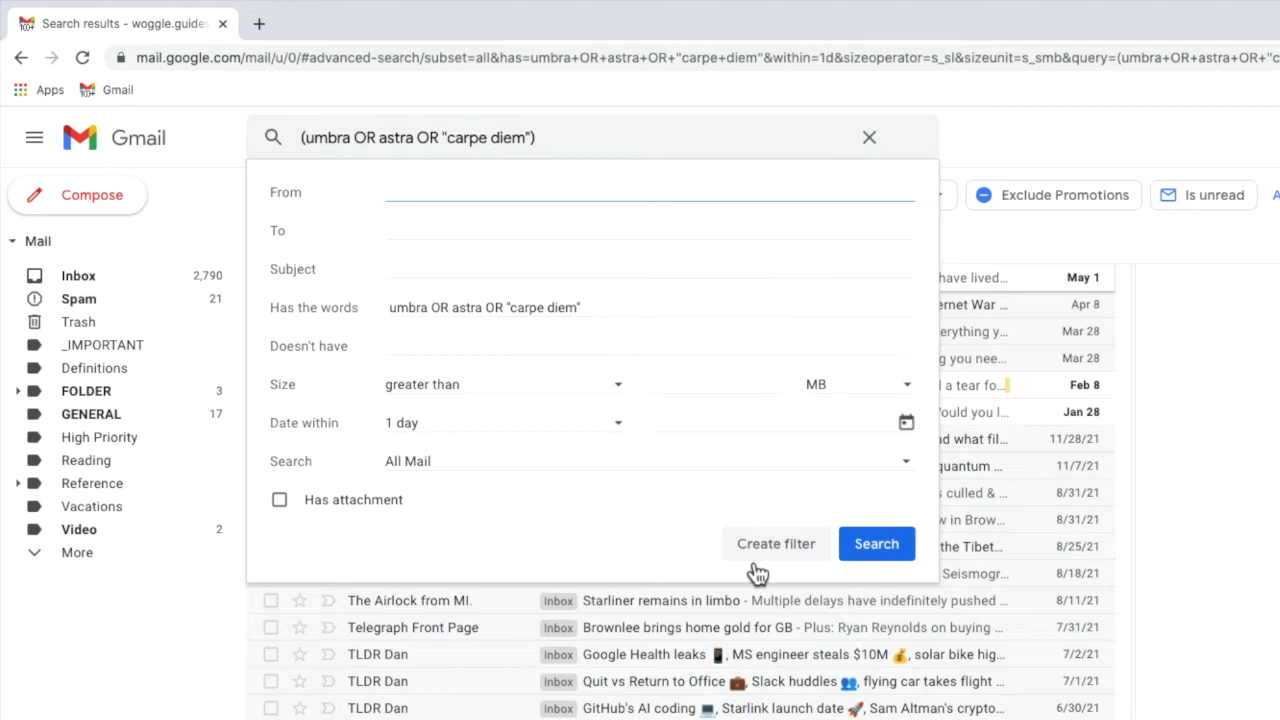 Search results - woggle.guides
mail.google.com/mail/u/0/#advanced-search/subset=all&has=umbra+OR+astra+OR+"carpe+diem"&within=1d&sizeoperator=s_sl&sizeunit=s_smb&query=(umbra+OR+astra+OR+"c
Apps Gmail
Gmail
(umbra OR astra OR "carpe diem")
Compose
Exclude Promotions
Is unread
Mail
Inbox 2,790
Spam 21
Trash
_IMPORTANT
Definitions
FOLDER 3
GENERAL 17
High Priority
Reading
Reference
Vacations
Video 2
More
From
To
Subject
Has the words umbra OR astra OR "carpe diem"
Doesn't have
Size greater than MB
Date within 1 day
Search All Mail
Has attachment
Create filter Search
have lived... May 1
ernet War ... Apr 8
erything y... Mar 28
g you nee... Mar 28
l a tear fo... Feb 8
ould you l... Jan 28
nd what fil... 11/28/21
quantum ... 11/7/21
s culled & ... 8/31/21
w in Brow... 8/31/21
the Tibet... 8/25/21
Seismogr... 8/18/21
The Airlock from MI. Inbox Starliner remains in limbo - Multiple delays have indefinitely pushed ... 8/11/21
Telegraph Front Page Inbox Brownlee brings home gold for GB - Plus: Ryan Reynolds on buying ... 7/31/21
TLDR Dan Inbox Google Health leaks 📱, MS engineer steals $10M 💰, solar bike hig... 7/2/21
TLDR Dan Inbox Quit vs Return to Office 💼, Slack huddles 👥, flying car takes flight ... 7/1/21
TLDR Dan Inbox GitHub's AI coding 💻, Starlink launch date 🚀, Sam Altman's crypto... 6/30/21